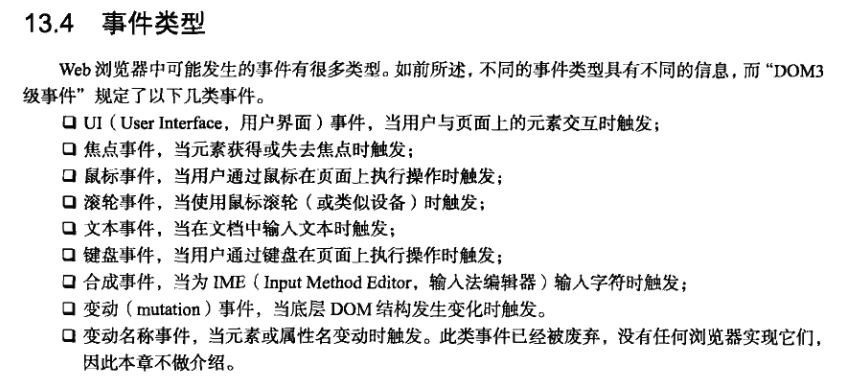 13.4 事件类型
Web 浏览器中可能发生的事件有很多类型。如前所述，不同的事件类型具有不同的信息，而“DOM3
级事件”规定了以下几类事件。
❑ UI（User Interface，用户界面）事件，当用户与页面上的元素交互时触发；
❑ 焦点事件，当元素获得或失去焦点时触发；
❑ 鼠标事件，当用户通过鼠标在页面上执行操作时触发；
❑ 滚轮事件，当使用鼠标滚轮（或类似设备）时触发；
❑ 文本事件，当在文档中输入文本时触发；
❑ 键盘事件，当用户通过键盘在页面上执行操作时触发；
❑ 合成事件，当为 IME（Input Method Editor，输入法编辑器）输入字符时触发；
❑ 变动（mutation）事件，当底层 DOM 结构发生变化时触发。
❑ 变动名称事件，当元素或属性名变动时触发。此类事件已经被废弃，没有任何浏览器实现它们，
因此本章不做介绍。